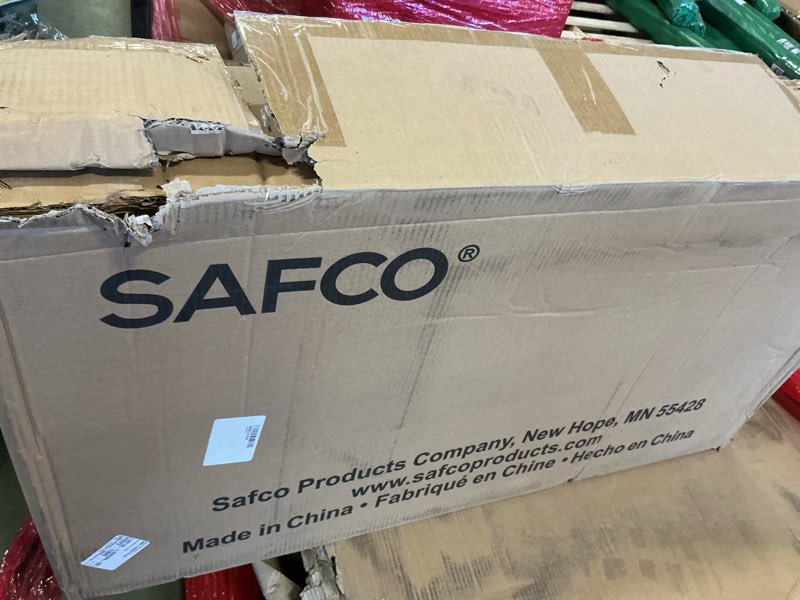 SAFCO®
Safco Products Company, New Hope, MN 55428
www.safcoproducts.com
Made in China • Fabriqué en Chine • Hecho en China